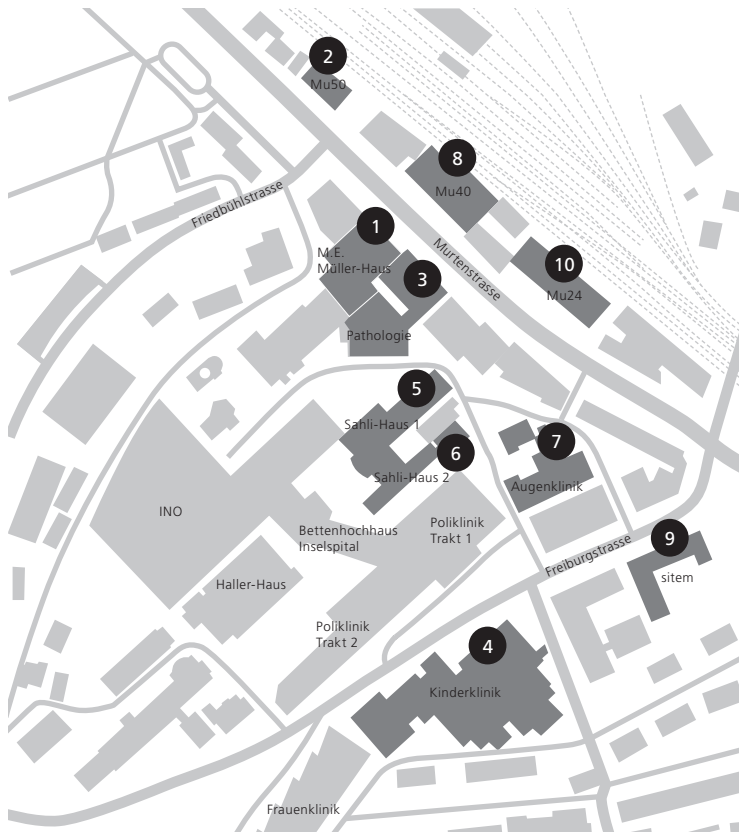 2
Mu50
8
Mu40
Friedbühlstrasse
1
M.E.
Müller-Haus
Murtenstrasse
3
10
Mu24
Pathologie
5
Sahli-Haus 1
7
6
Sahli-Haus 2
Augenklinik
INO
Bettenhochhaus
Inselspital
Poliklinik
Trakt 1
9
Freiburgstrasse
sitem
Haller-Haus
Poliklinik
Trakt 2
4
Kinderklinik
Frauenklinik